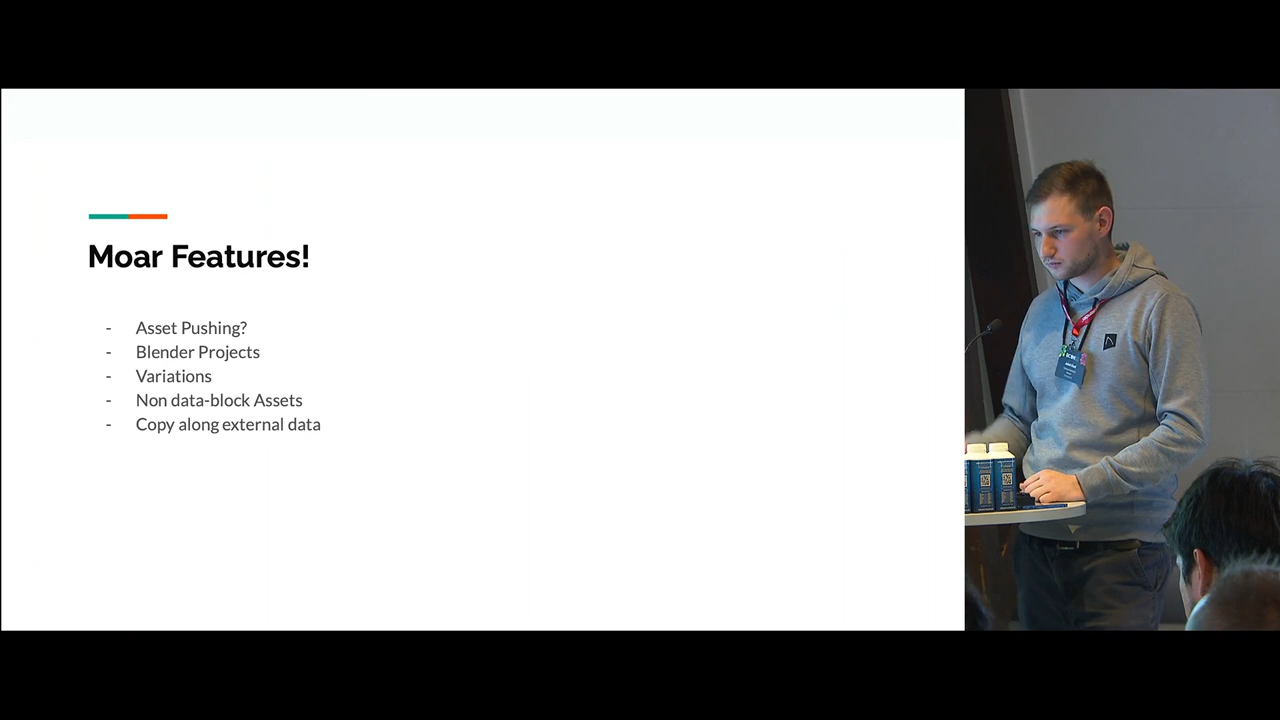 Moar Features!
- Asset Pushing?
- Blender Projects
- Variations
- Non data-block Assets
- Copy along external data